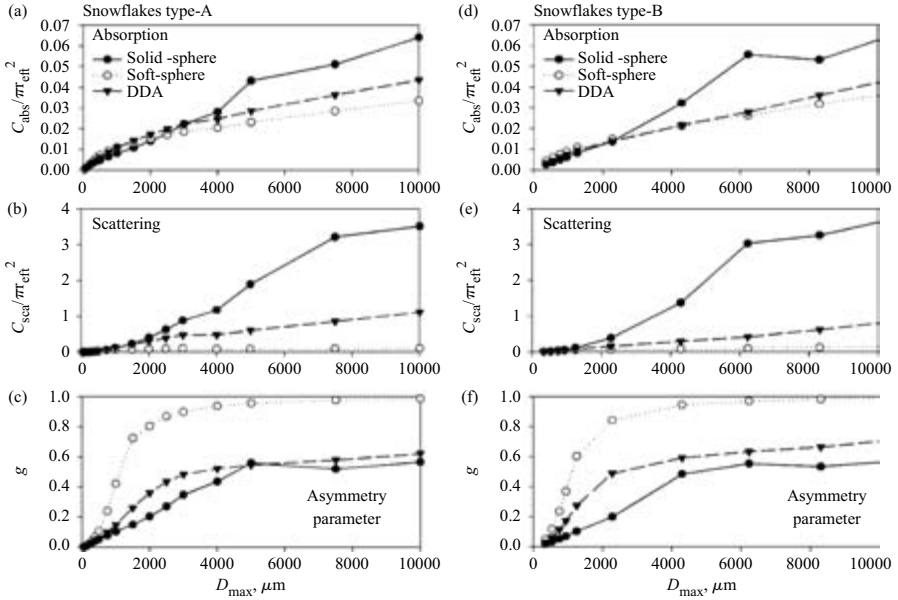 (a) Snowflakes type-A
0.07
0.06
0.05
0.04
0.03
0.02
0.01
0.00
C_abs/πr_eft^2
Absorption
Solid -sphere
Soft-sphere
DDA
0 2000 4000 6000 8000 10000
(b)
4
3
2
1
0
C_sca/πr_eft^2
Scattering
0 2000 4000 6000 8000 10000
(c)
1.0
0.8
0.6
0.4
0.2
0.0
g
Asymmetry
parameter
0 2000 4000 6000 8000 10000
D_max, μm
(d) Snowflakes type-B
0.07
0.06
0.05
0.04
0.03
0.02
0.01
0.00
C_abs/πr_eft^2
Absorption
Solid -sphere
Soft-sphere
DDA
0 2000 4000 6000 8000 10000
(e)
4
3
2
1
0
C_sca/πr_eft^2
Scattering
0 2000 4000 6000 8000 10000
(f)
1.0
0.8
0.6
0.4
0.2
0.0
g
Asymmetry
parameter
0 2000 4000 6000 8000 10000
D_max, μm